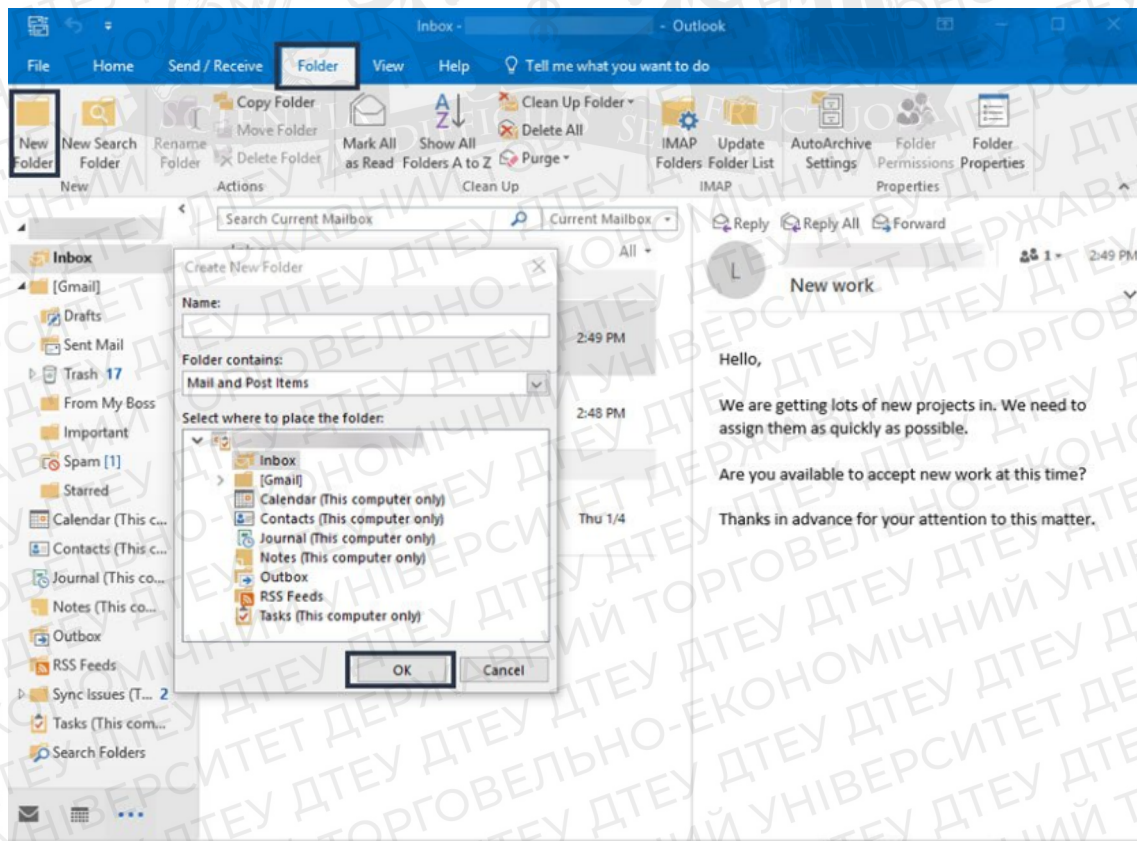 Inbox - - Outlook
File Home Send / Receive Folder View Help Tell me what you want to do
New Folder
New Search Folder
Rename Folder
Copy Folder
Move Folder
Delete Folder
Mark All as Read
Show All Folders A to Z
Clean Up Folder
Delete All
Purge
IMAP Folders
Update Folder List
AutoArchive Settings
Folder Permissions
Folder Properties
New Actions Clean Up IMAP Properties
Search Current Mailbox Current Mailbox
All
Inbox
[Gmail]
Drafts
Sent Mail
Trash 17
From My Boss
Important
Spam [1]
Starred
Calendar (This c...
Contacts (This c...
Journal (This co...
Notes (This co...
Outbox
RSS Feeds
Sync Issues (T... 2
Tasks (This com...
Search Folders
Create New Folder
Name:
Folder contains:
Mail and Post Items
Select where to place the folder:
Inbox
[Gmail]
Calendar (This computer only)
Contacts (This computer only)
Journal (This computer only)
Notes (This computer only)
Outbox
RSS Feeds
Tasks (This computer only)
OK Cancel
2:49 PM
2:48 PM
Thu 1/4
Reply Reply All Forward
L
1
2:49 PM
New work
Hello,
We are getting lots of new projects in. We need to
assign them as quickly as possible.
Are you available to accept new work at this time?
Thanks in advance for your attention to this matter.